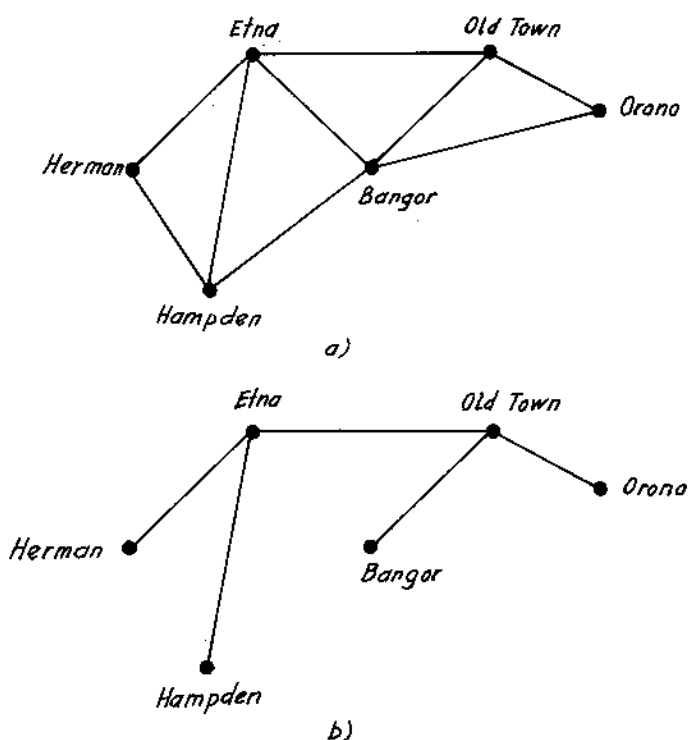 Etna
Old Town
Orono
Herman
Bangor
Hampden
a)
Etna
Old Town
Orono
Herman
Bangor
Hampden
b)